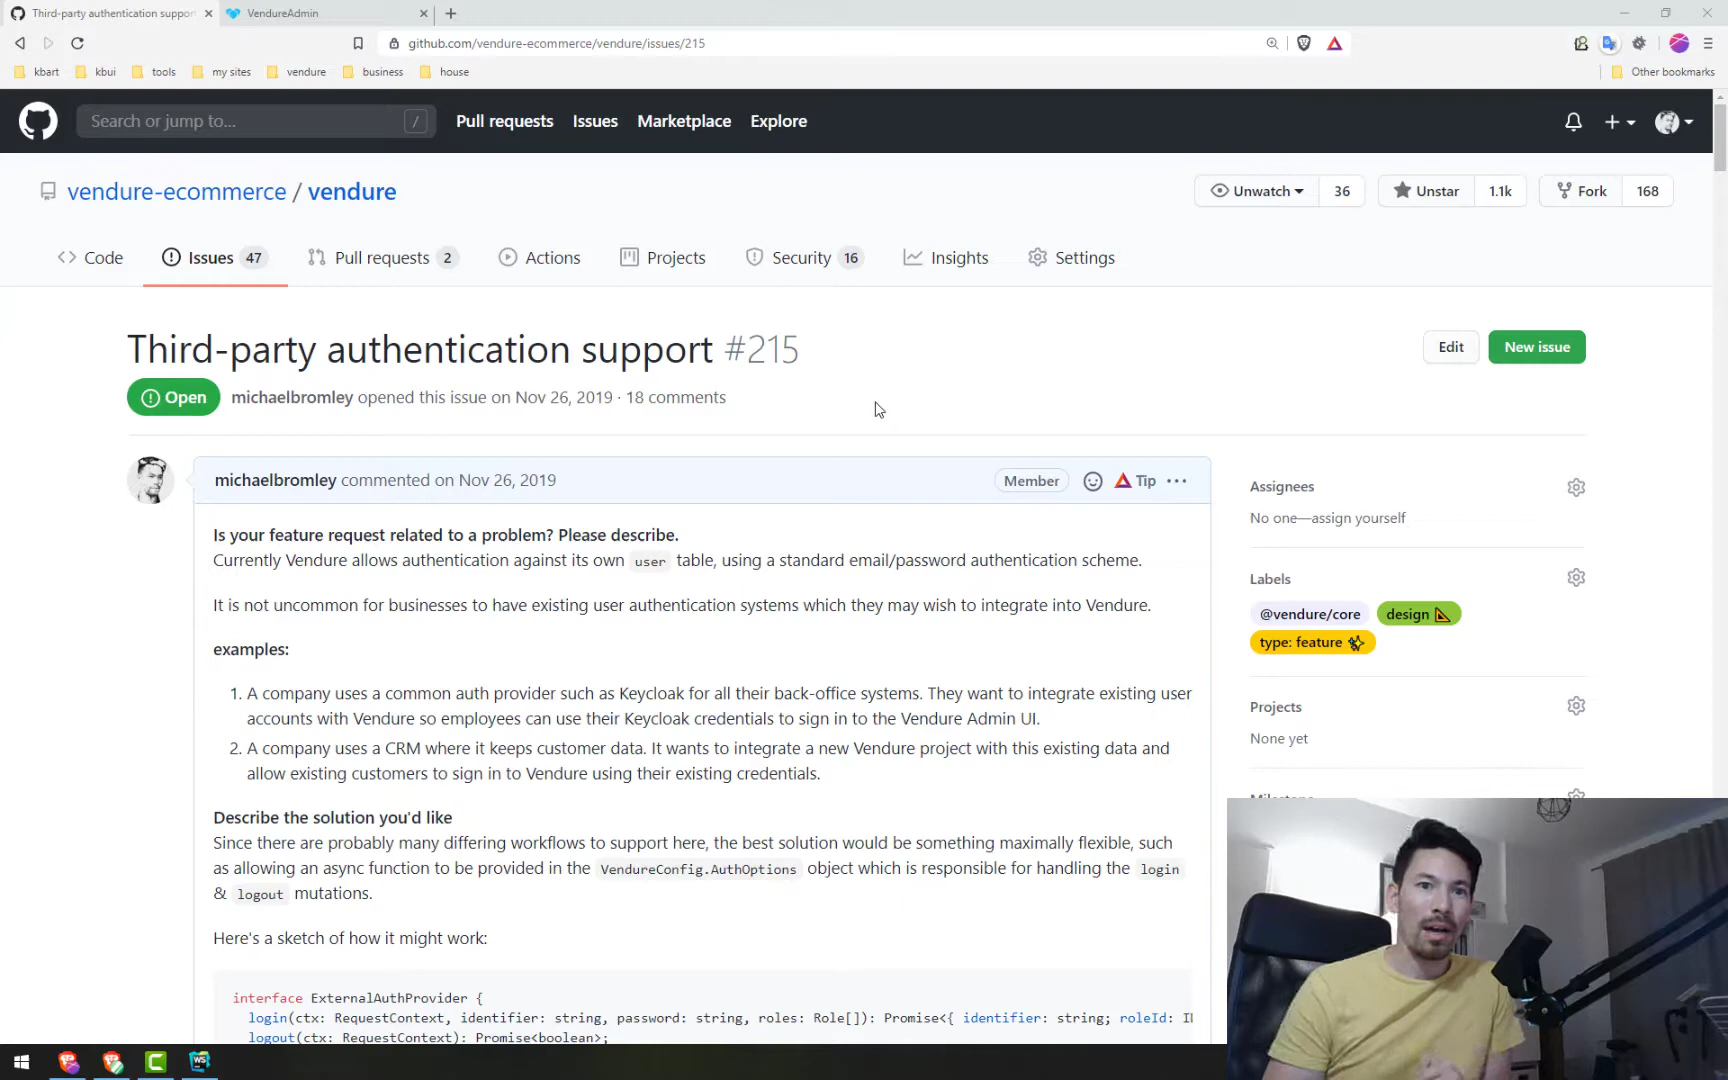 Third-party authentication suppor
VendureAdmin
github.com/vendure-ecommerce/vendure/issues/215
kbart
kbui
tools
my sites
vendure
business
house
Other bookmarks
Search or jump to...
/
Pull requests
Issues
Marketplace
Explore
vendure-ecommerce / vendure
Unwatch
36
Unstar
1.1k
Fork
168
Code
Issues 47
Pull requests 2
Actions
Projects
Security 16
Insights
Settings
Third-party authentication support #215
Edit
New issue
Open
michaelbromley opened this issue on Nov 26, 2019 · 18 comments
michaelbromley commented on Nov 26, 2019
Member
Tip
Is your feature request related to a problem? Please describe.
Currently Vendure allows authentication against its own user table, using a standard email/password authentication scheme.
It is not uncommon for businesses to have existing user authentication systems which they may wish to integrate into Vendure.
examples:
1. A company uses a common auth provider such as Keycloak for all their back-office systems. They want to integrate existing user
accounts with Vendure so employees can use their Keycloak credentials to sign in to the Vendure Admin UI.
2. A company uses a CRM where it keeps customer data. It wants to integrate a new Vendure project with this existing data and
allow existing customers to sign in to Vendure using their existing credentials.
Describe the solution you'd like
Since there are probably many differing workflows to support here, the best solution would be something maximally flexible, such
as allowing an async function to be provided in the VendureConfig.AuthOptions object which is responsible for handling the login
& logout mutations.
Here's a sketch of how it might work:
interface ExternalAuthProvider {
login(ctx: RequestContext, identifier: string, password: string, roles: Role[]): Promise<{ identifier: string; roleId: I
logout(ctx: RequestContext): Promise<boolean>;
Assignees
No one—assign yourself
Labels
@vendure/core
design
type: feature
Projects
None yet
WS